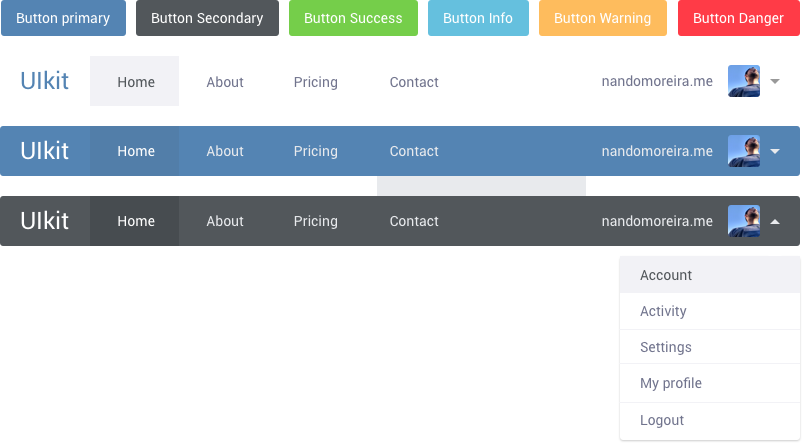 Button primary Button Secondary Button Success Button Info Button Warning Button Danger
UIkit Home About Pricing Contact nandomoreira.me
UIkit Home About Pricing Contact nandomoreira.me
UIkit Home About Pricing Contact nandomoreira.me
Account
Activity
Settings
My profile
Logout